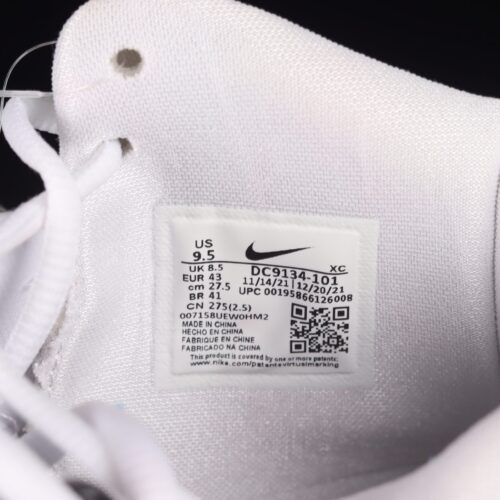 US
9.5
UK 8.5
EUR 43
cm 27.5
BR 41
CN 275(2.5)
XC
DC9134-101
11/14/21 12/20/21
UPC 00195866126008
007158UEW0HM2
MADE IN CHINA
HECHO EN CHINA
FABRIQUE EN CHINE
FABRICADO NA CHINA
This product is covered by one or more patents.
www.nike.com/patentsvirtualmarking